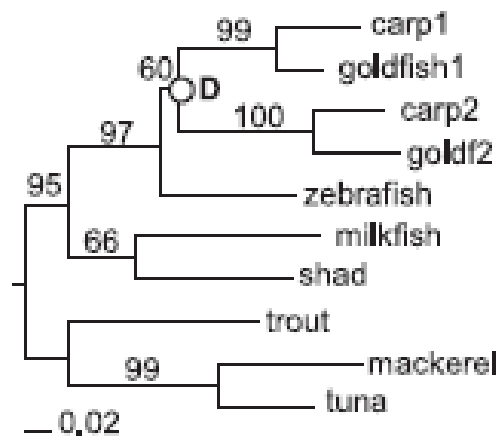 99 carp1
60 goldfish1
D
100 carp2
97 goldf2
95 zebrafish
66 milkfish
shad
trout
99 mackerel
tuna
0,02